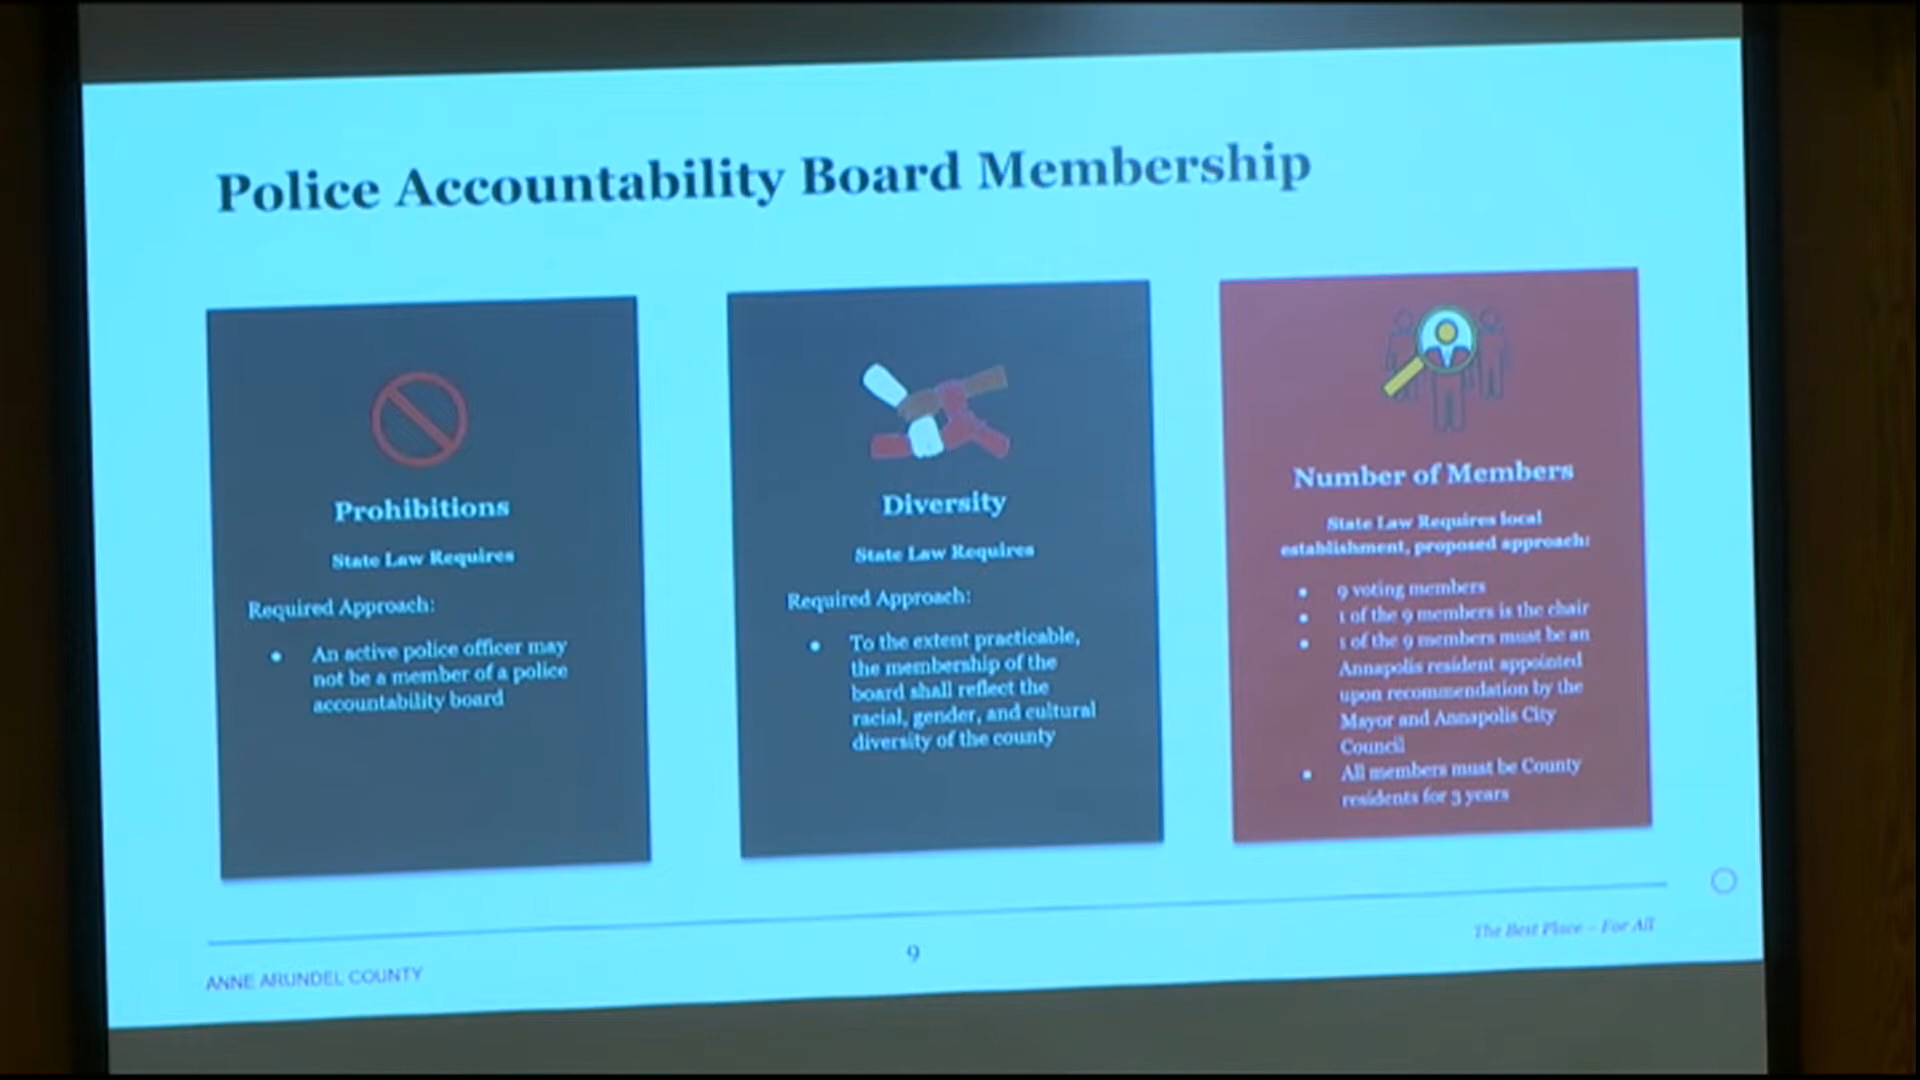 Police Accountability Board Membership
Prohibitions
State Law Requires
Required Approach:
• An active police officer may
not be a member of a police
accountability board
Diversity
State Law Requires
Required Approach:
• To the extent practicable,
the membership of the
board shall reflect the
racial, gender, and cultural
diversity of the county
Number of Members
State Law Requires local
establishment, proposed approach:
• 9 voting members
• 1 of the 9 members is the chair
• 1 of the 9 members must be an
Annapolis resident appointed
upon recommendation by the
Mayor and Annapolis City
Council
• All members must be County
residents for 3 years
ANNE ARUNDEL COUNTY
9
The Best Place – For All